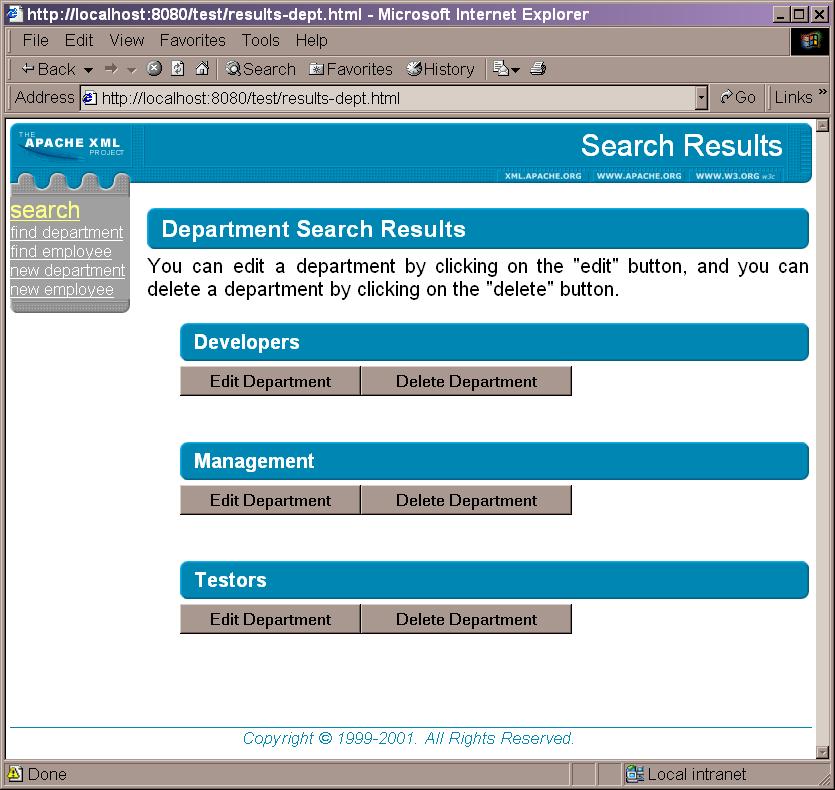 http://localhost:8080/test/results-dept.html - Microsoft Internet Explorer
File Edit View Favorites Tools Help
Back Search Favorites History
Address http://localhost:8080/test/results-dept.html Go Links »
THE
APACHE XML
PROJECT
Search Results
XML.APACHE.ORG WWW.APACHE.ORG WWW.W3.ORG w3c
search
find department
find employee
new department
new employee
Department Search Results
You can edit a department by clicking on the "edit" button, and you can
delete a department by clicking on the "delete" button.
Developers
Edit Department Delete Department
Management
Edit Department Delete Department
Testors
Edit Department Delete Department
Copyright © 1999-2001. All Rights Reserved.
Done Local intranet